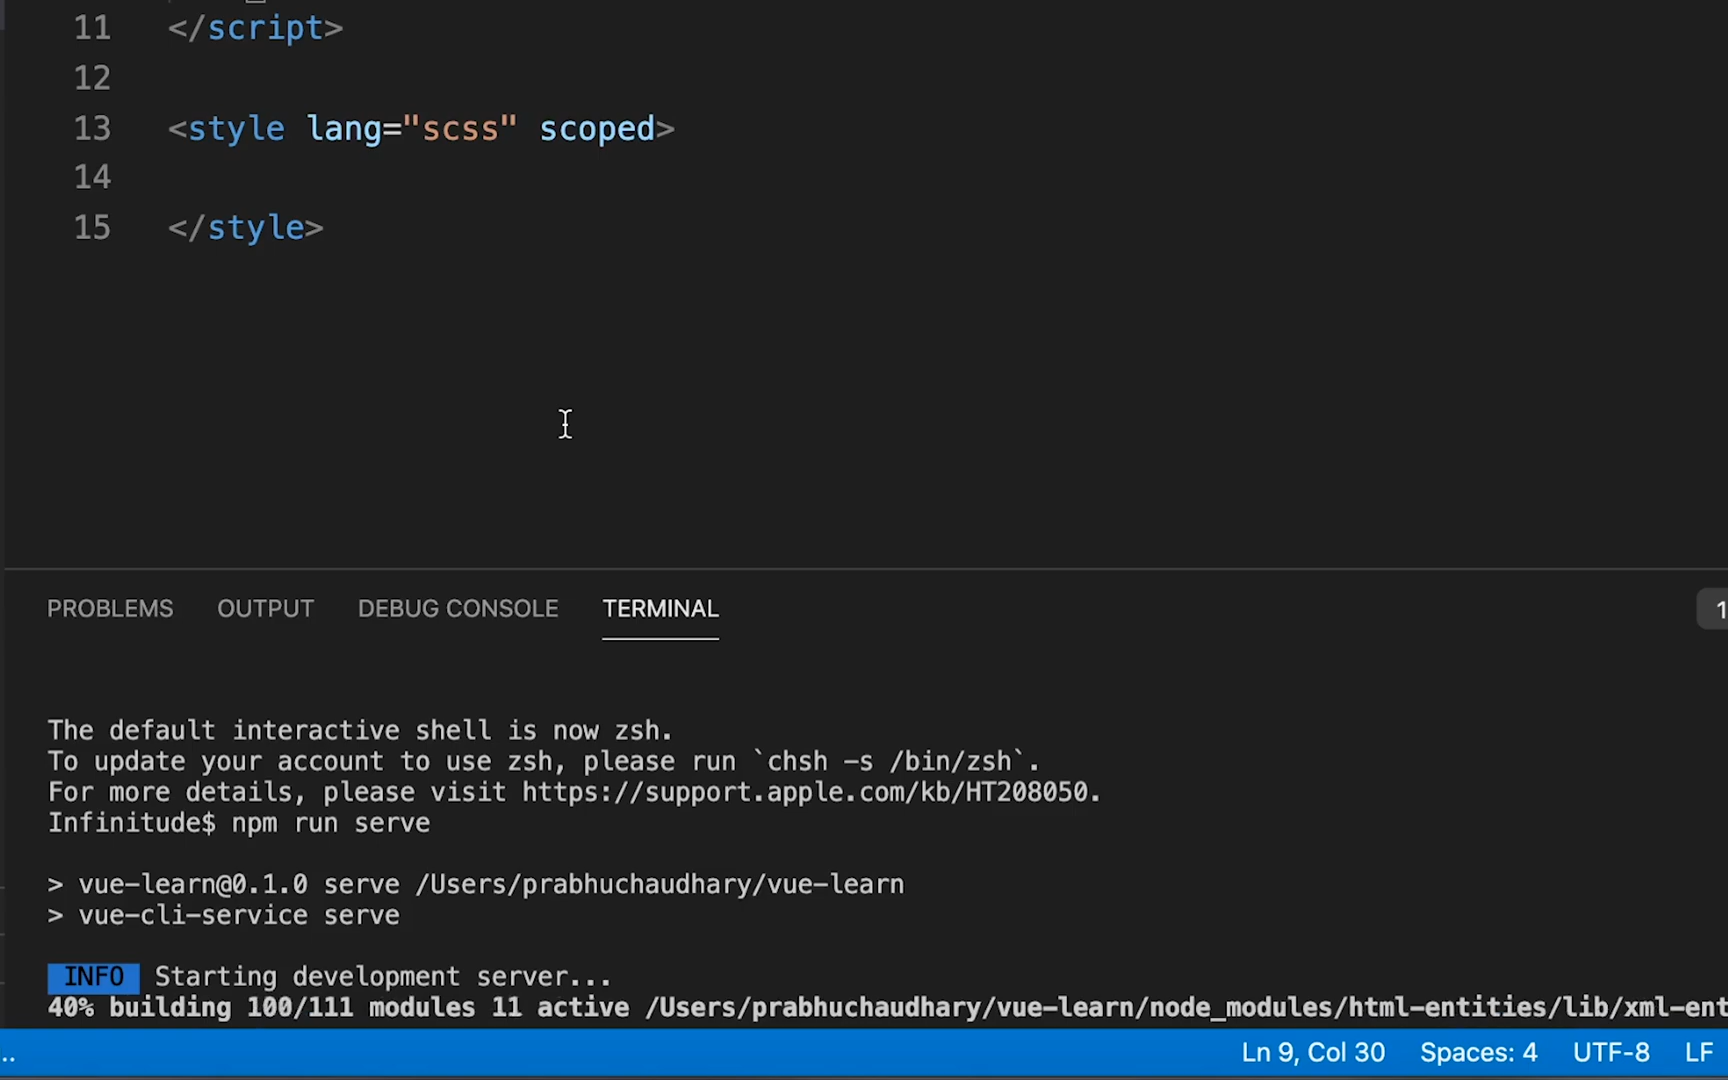 11 </script>
12
13 <style lang="scss" scoped>
14
15 </style>
PROBLEMS OUTPUT DEBUG CONSOLE TERMINAL 1
The default interactive shell is now zsh.
To update your account to use zsh, please run `chsh -s /bin/zsh`.
For more details, please visit https://support.apple.com/kb/HT208050.
Infinitude$ npm run serve
> vue-learn@0.1.0 serve /Users/prabhuchaudhary/vue-learn
> vue-cli-service serve
INFO Starting development server...
40% building 100/111 modules 11 active /Users/prabhuchaudhary/vue-learn/node_modules/html-entities/lib/xml-ent
.. Ln 9, Col 30 Spaces: 4 UTF-8 LF